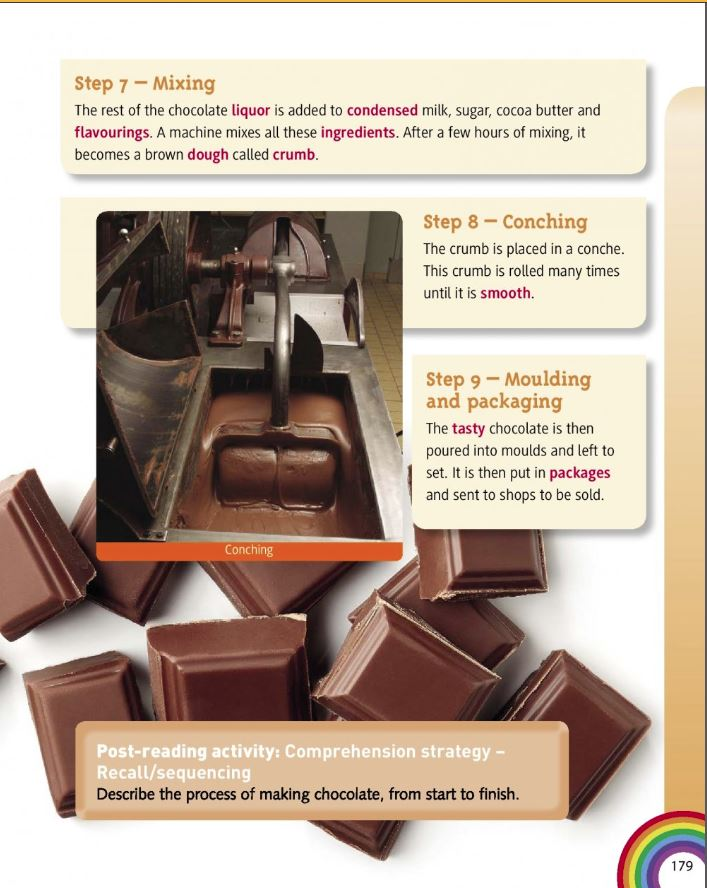 Step 7 – Mixing
The rest of the chocolate liquor is added to condensed milk, sugar, cocoa butter and
flavourings. A machine mixes all these ingredients. After a few hours of mixing, it
becomes a brown dough called crumb.
Step 8 – Conching
The crumb is placed in a conche.
This crumb is rolled many times
until it is smooth.
Step 9 – Moulding
and packaging
The tasty chocolate is then
poured into moulds and left to
set. It is then put in packages
and sent to shops to be sold.
Conching
Post-reading activity: Comprehension strategy –
Recall/sequencing
Describe the process of making chocolate, from start to finish.
179